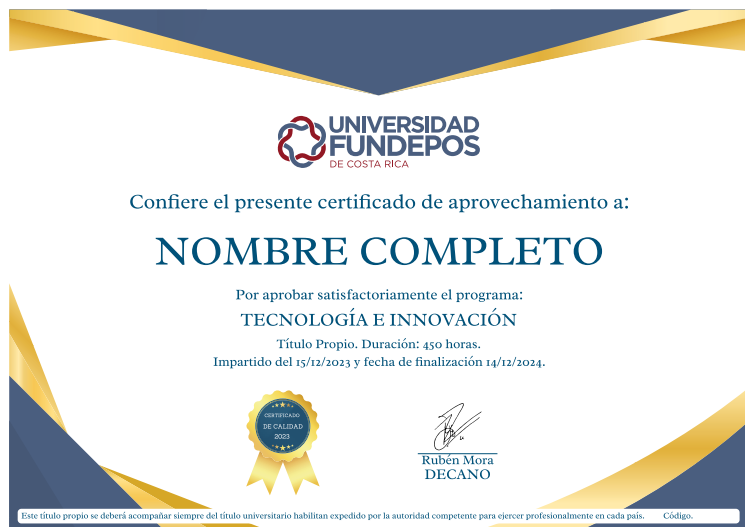 UNIVERSIDAD
FUNDEPOS
DE COSTA RICA
Confiere el presente certificado de aprovechamiento a:
NOMBRE COMPLETO
Por aprobar satisfactoriamente el programa:
TECNOLOGÍA E INNOVACIÓN
Título Propio. Duración: 450 horas.
Impartido del 15/12/2023 y fecha de finalización 14/12/2024.
CERTIFICADO
DE CALIDAD
2023
Rubén Mora
DECANO
Este título propio se deberá acompañar siempre del título universitario habilitan expedido por la autoridad competente para ejercer profesionalmente en cada país. Código.